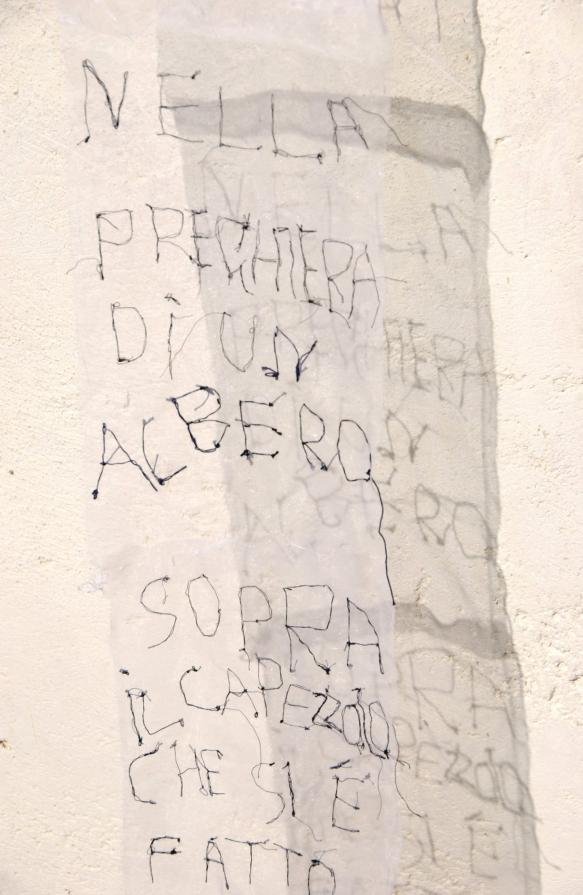 NELLA
PREGHIERA
DI UN
ALBERO
SOPRA
IL CAPEZZOLO
CHE SI È
FATTO